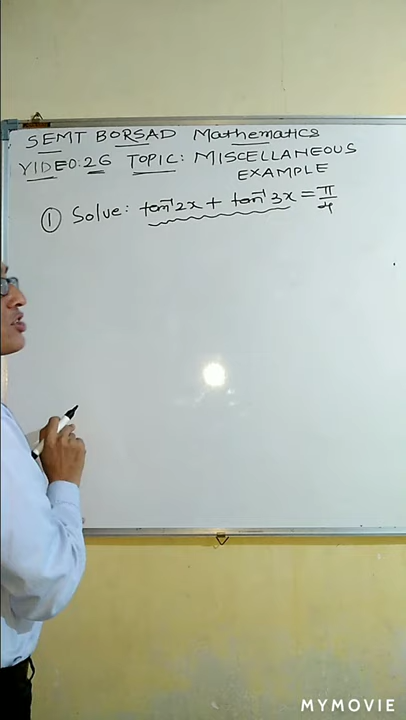 SEMT BORSAD Mathematics
VIDEO:26 TOPIC: MISCELLANEOUS
EXAMPLE
① Solve: tan⁻¹2x + tan⁻¹3x = π/4
MYMOVIE